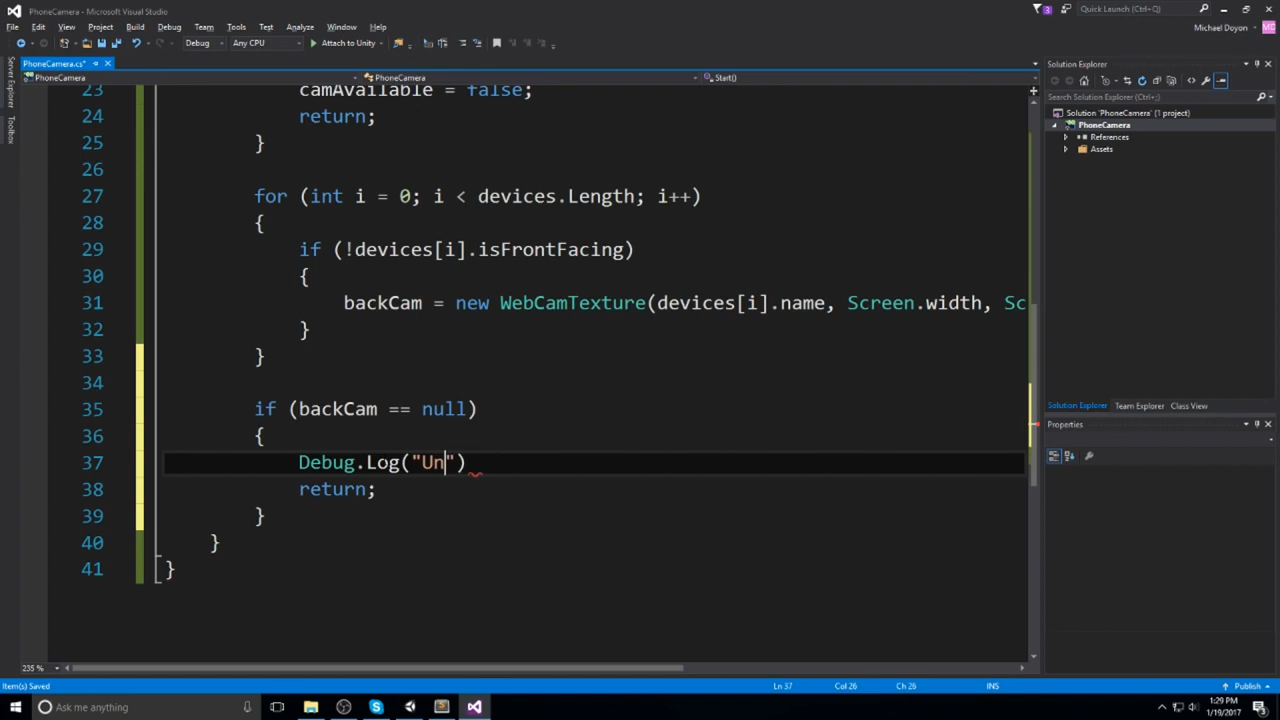 PhoneCamera - Microsoft Visual Studio
3
Quick Launch (Ctrl+Q)
File Edit View Project Build Debug Team Tools Test Analyze Window Help
Michael Doyon
Debug
Any CPU
Attach to Unity
Server Explorer
Toolbox
PhoneCamera.cs*
PhoneCamera
PhoneCamera
Start()
23 camAvailable = false;
24 return;
25 }
26
27 for (int i = 0; i < devices.Length; i++)
28 {
29 if (!devices[i].isFrontFacing)
30 {
31 backCam = new WebCamTexture(devices[i].name, Screen.width, Sc
32 }
33 }
34
35 if (backCam == null)
36 {
37 Debug.Log("Un")
38 return;
39 }
40 }
41 }
Solution Explorer
Search Solution Explorer (Ctrl+;)
Solution 'PhoneCamera' (1 project)
PhoneCamera
References
Assets
Solution Explorer Team Explorer Class View
Properties
235 %
Item(s) Saved
Ln 37
Col 26
Ch 26
INS
Publish
Ask me anything
1:29 PM
1/19/2017